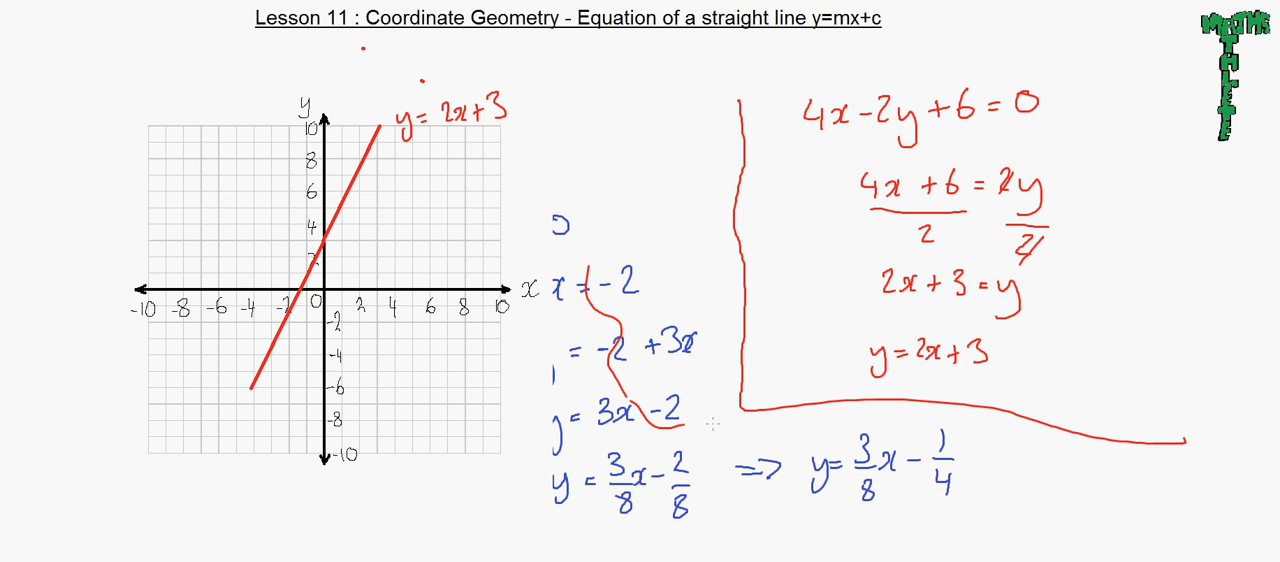 Lesson 11 : Coordinate Geometry - Equation of a straight line y=mx+c
MATHS
ATHLETE
y
y = 2x + 3
10
8
6
4
2
-10 -8 -6 -4 -2 0 2 4 6 8 10 x
-2
-4
-6
-8
-10
x = -2
= -2 + 3x
= 3x - 2
y = 3/8 x - 2/8 => y = 3/8 x - 1/4
4x - 2y + 6 = 0
4x + 6 = 2y
2 2
2x + 3 = y
y = 2x + 3